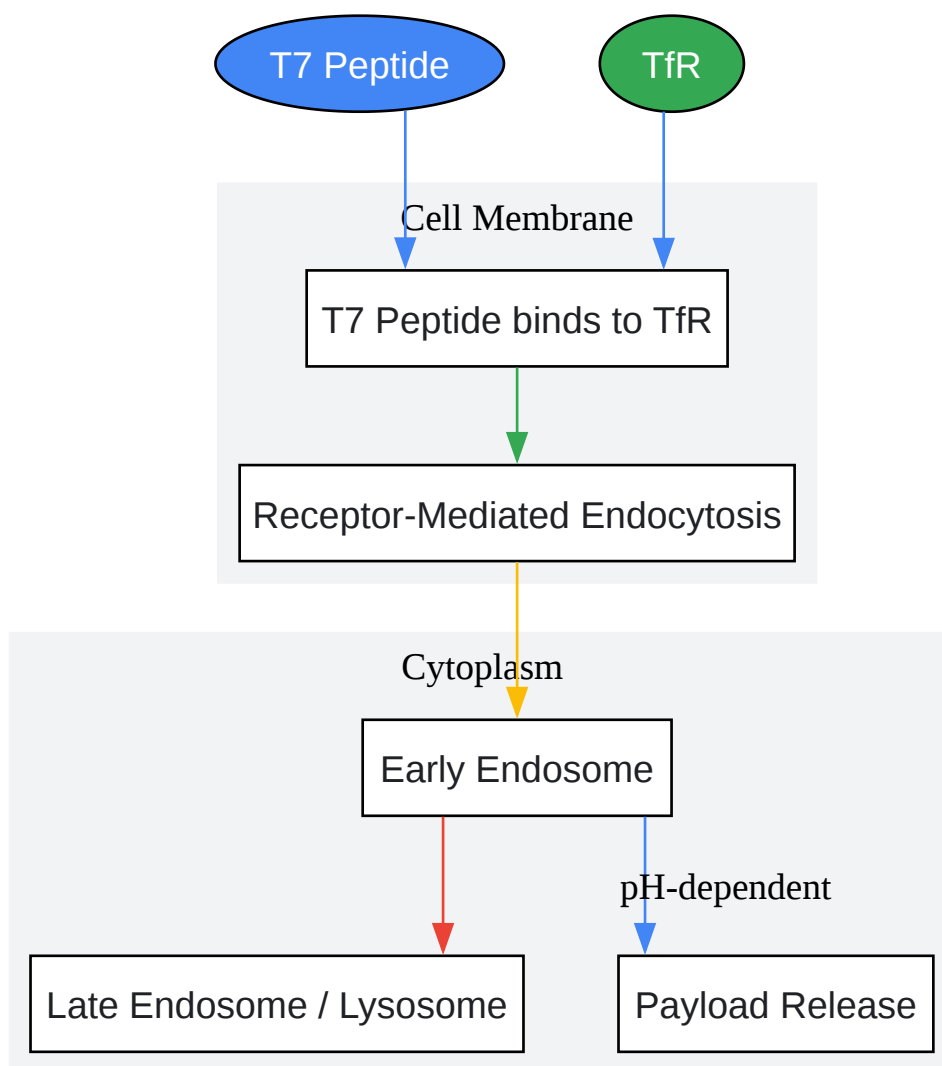 T7 Peptide
TfR
Cell Membrane
T7 Peptide binds to TfR
Receptor-Mediated Endocytosis
Cytoplasm
Early Endosome
pH-dependent
Late Endosome / Lysosome
Payload Release